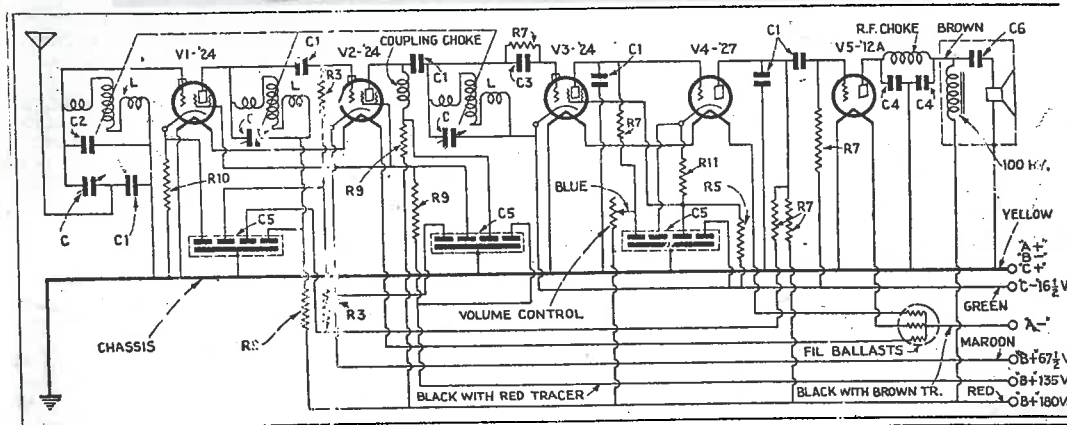 R7 R.F. CHOKE BROWN C6
V1-'24 C1 V2-'24 COUPLING CHOKE V3-'24 C1 V4-'27 C1 V5-'12A
L R3 C1 C3
L L
C2 C C C4 C4
R7 R7
R10 R9 R11 100 HY.
R9 BLUE R5 R7
C C1 C5 C5 C5 YELLOW
"A+"
"B-"
"C+"
"C-16½V
VOLUME CONTROL GREEN
R3
CHASSIS "A-"
FIL BALLASTS MAROON
"B+67½V
"B+135V
BLACK WITH RED TRACER BLACK WITH BROWN TR. RED
"B+180V